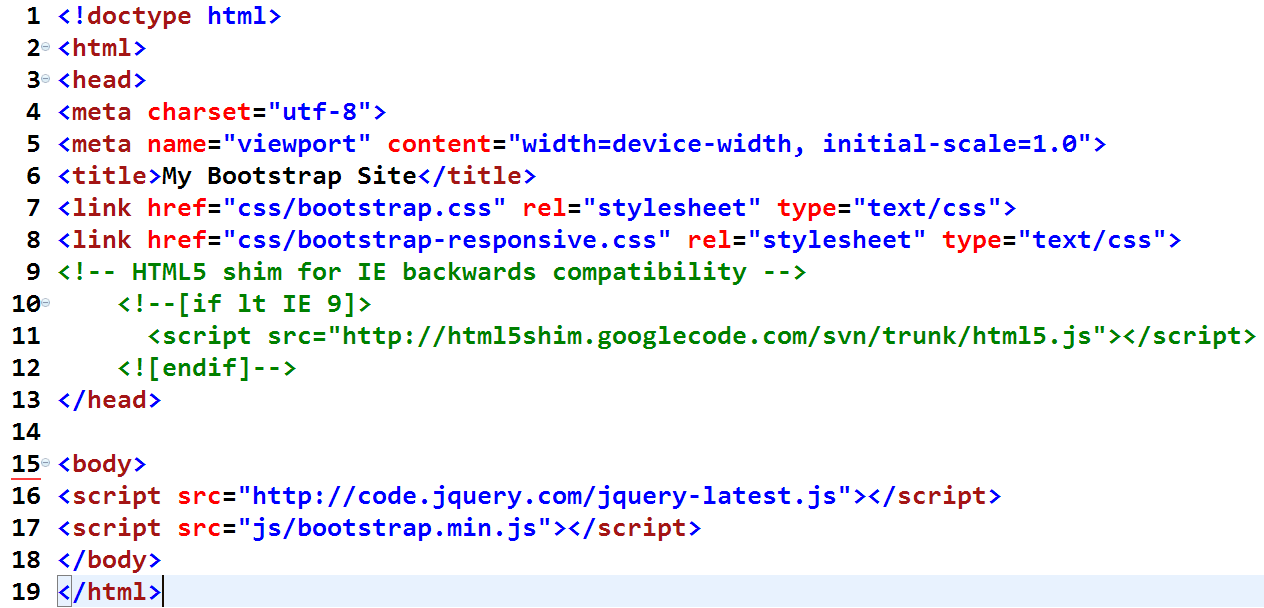 1 <!doctype html>
2 <html>
3 <head>
4 <meta charset="utf-8">
5 <meta name="viewport" content="width=device-width, initial-scale=1.0">
6 <title>My Bootstrap Site</title>
7 <link href="css/bootstrap.css" rel="stylesheet" type="text/css">
8 <link href="css/bootstrap-responsive.css" rel="stylesheet" type="text/css">
9 <!-- HTML5 shim for IE backwards compatibility -->
10     <!--[if lt IE 9]>
11       <script src="http://html5shim.googlecode.com/svn/trunk/html5.js"></script>
12     <![endif]-->
13 </head>
14
15 <body>
16 <script src="http://code.jquery.com/jquery-latest.js"></script>
17 <script src="js/bootstrap.min.js"></script>
18 </body>
19 </html>